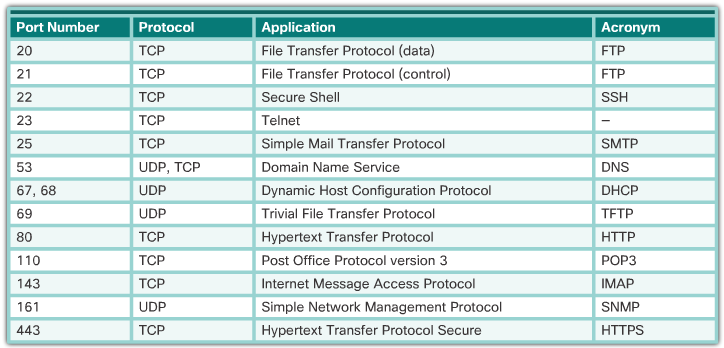 Port Number Protocol Application Acronym
20 TCP File Transfer Protocol (data) FTP
21 TCP File Transfer Protocol (control) FTP
22 TCP Secure Shell SSH
23 TCP Telnet –
25 TCP Simple Mail Transfer Protocol SMTP
53 UDP, TCP Domain Name Service DNS
67, 68 UDP Dynamic Host Configuration Protocol DHCP
69 UDP Trivial File Transfer Protocol TFTP
80 TCP Hypertext Transfer Protocol HTTP
110 TCP Post Office Protocol version 3 POP3
143 TCP Internet Message Access Protocol IMAP
161 UDP Simple Network Management Protocol SNMP
443 TCP Hypertext Transfer Protocol Secure HTTPS